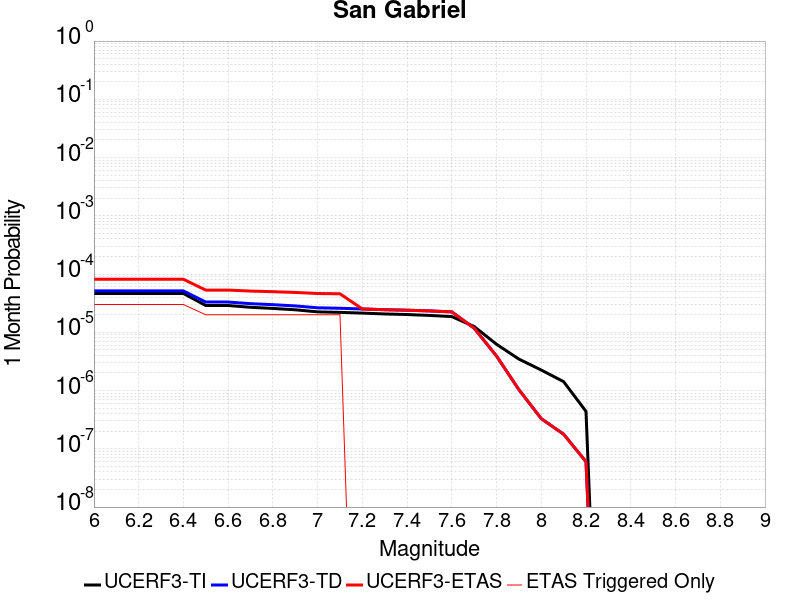 San Gabriel
1 Month Probability
10^0
10^-1
10^-2
10^-3
10^-4
10^-5
10^-6
10^-7
10^-8
6 6.2 6.4 6.6 6.8 7 7.2 7.4 7.6 7.8 8 8.2 8.4 8.6 8.8 9
Magnitude
UCERF3-TI UCERF3-TD UCERF3-ETAS ETAS Triggered Only